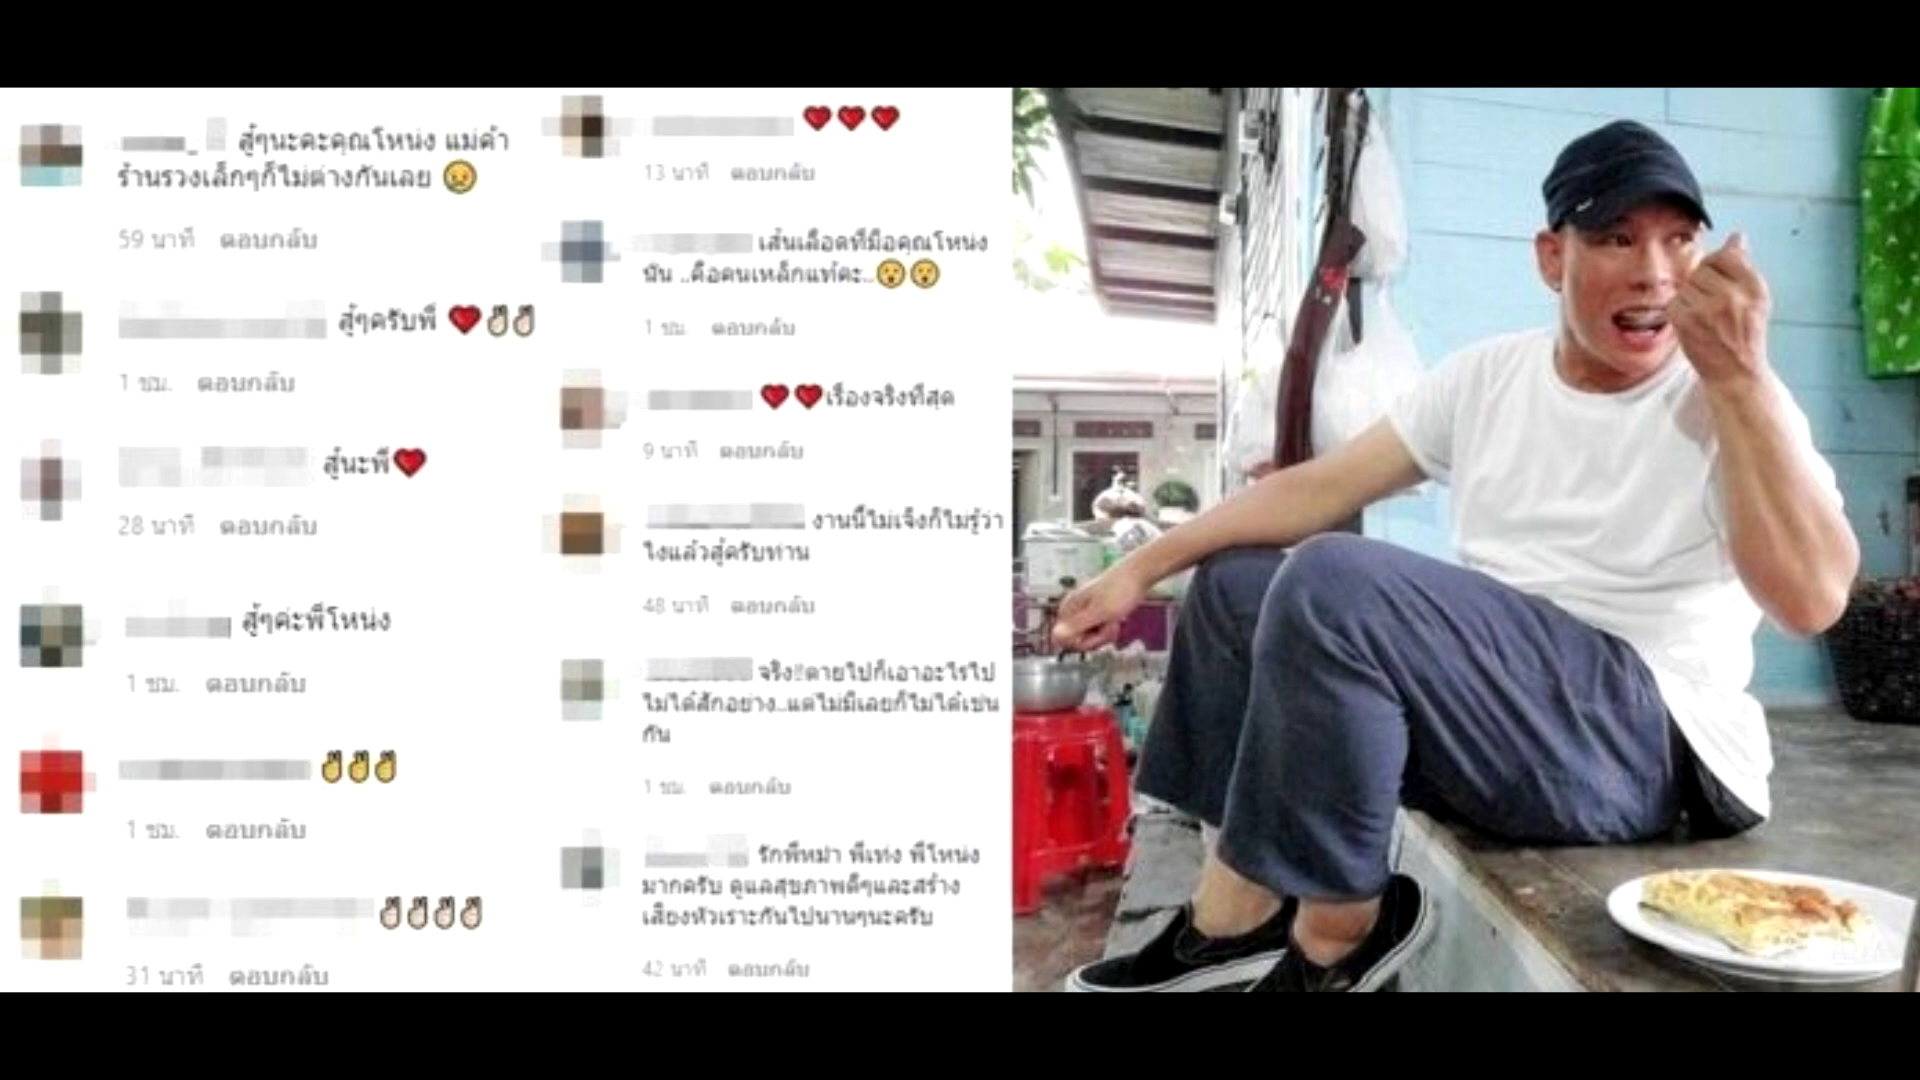 สู้ๆนะคะคุณโหน่ง แม่ค้า
ร้านรวงเล็กๆก็ไม่ต่างกันเลย 😢
59 นาที ตอบกลับ
สู้ๆครับพี่ ❤️✌🏻✌🏻
1 ชม. ตอบกลับ
สู้นะพี่❤️
28 นาที ตอบกลับ
สู้ๆค่ะพี่โหน่ง
1 ชม. ตอบกลับ
✌️✌️✌️
1 ชม. ตอบกลับ
✌🏻✌🏻✌🏻✌🏻
31 นาที ตอบกลับ
❤️❤️❤️
13 นาที ตอบกลับ
เส้นเลือดที่มือคุณโหน่ง
นั่น ..คือคนเหล็กแท้คะ..😮😮
1 ชม. ตอบกลับ
❤️❤️เรื่องจริงที่สุด
9 นาที ตอบกลับ
งานนี้ไม่เจ๊งก็ไม่รู้ว่า
ไงแล้วสู้ครับท่าน
48 นาที ตอบกลับ
จริง‼ตายไปก็เอาอะไรไป
ไม่ได้สักอย่าง..แต่ไม่มีเลยก็ไม่ได้เช่น
กัน
1 ชม. ตอบกลับ
รักพี่หม่ำ พี่เท่ง พี่โหน่ง
มากครับ ดูแลสุขภาพดีๆและสร้าง
เสียงหัวเราะกันไปนานๆนะครับ
42 นาที ตอบกลับ